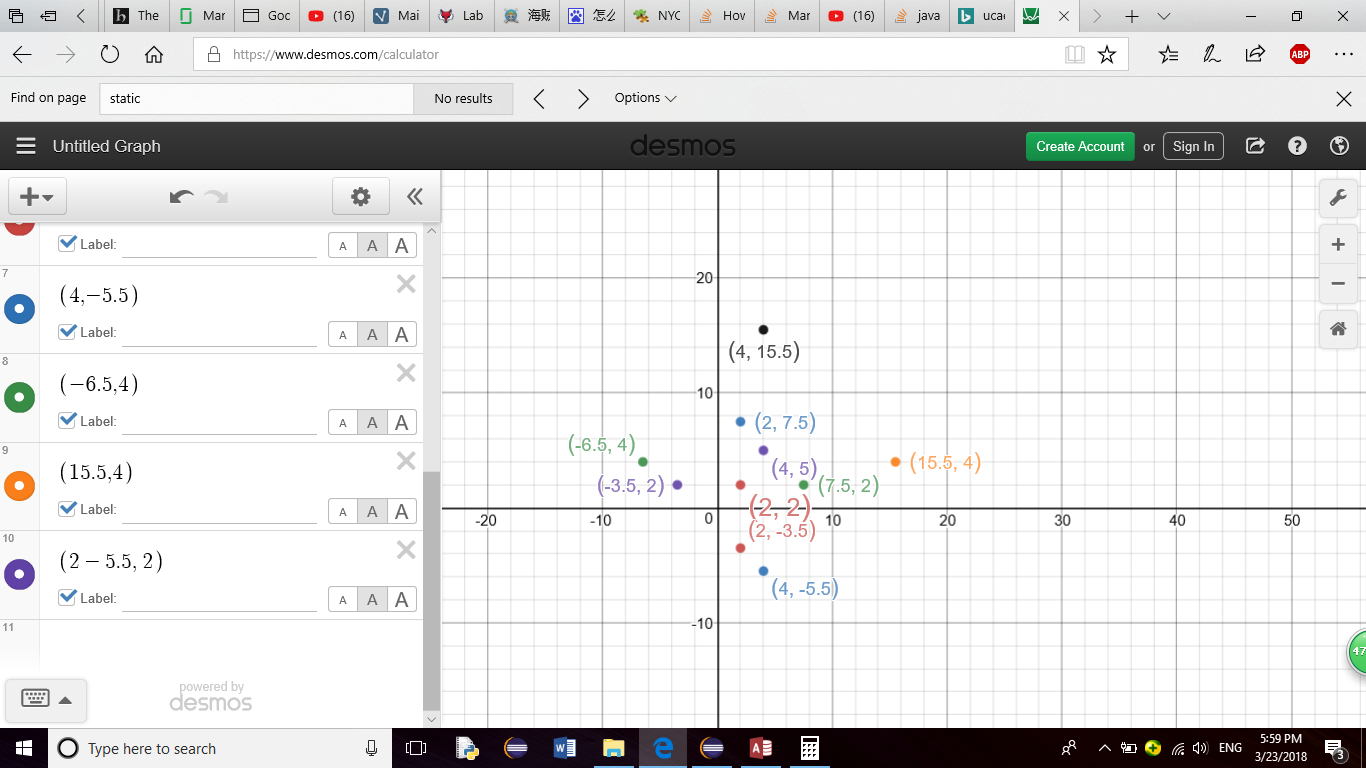 The
Mar
Goc
(16)
Mai
Lab
海贼
怎么
NYC
Hov
Mar
(16)
java
ucae
https://www.desmos.com/calculator
ABP
Find on page
static
No results
Options
Untitled Graph
desmos
Create Account
or
Sign In
Label:
A A A
7
(4,−5.5)
Label:
A A A
8
(−6.5,4)
Label:
A A A
9
(15.5,4)
Label:
A A A
10
(2 − 5.5, 2)
Label:
A A A
11
powered by
desmos
20
(4, 15.5)
10
(2, 7.5)
(-6.5, 4)
(4, 5)
(15.5, 4)
(-3.5, 2)
(7.5, 2)
(2, 2)
-20
-10
0
10
20
30
40
50
(2, -3.5)
(4, -5.5)
-10
47
Type here to search
ENG
5:59 PM
3/23/2018
3